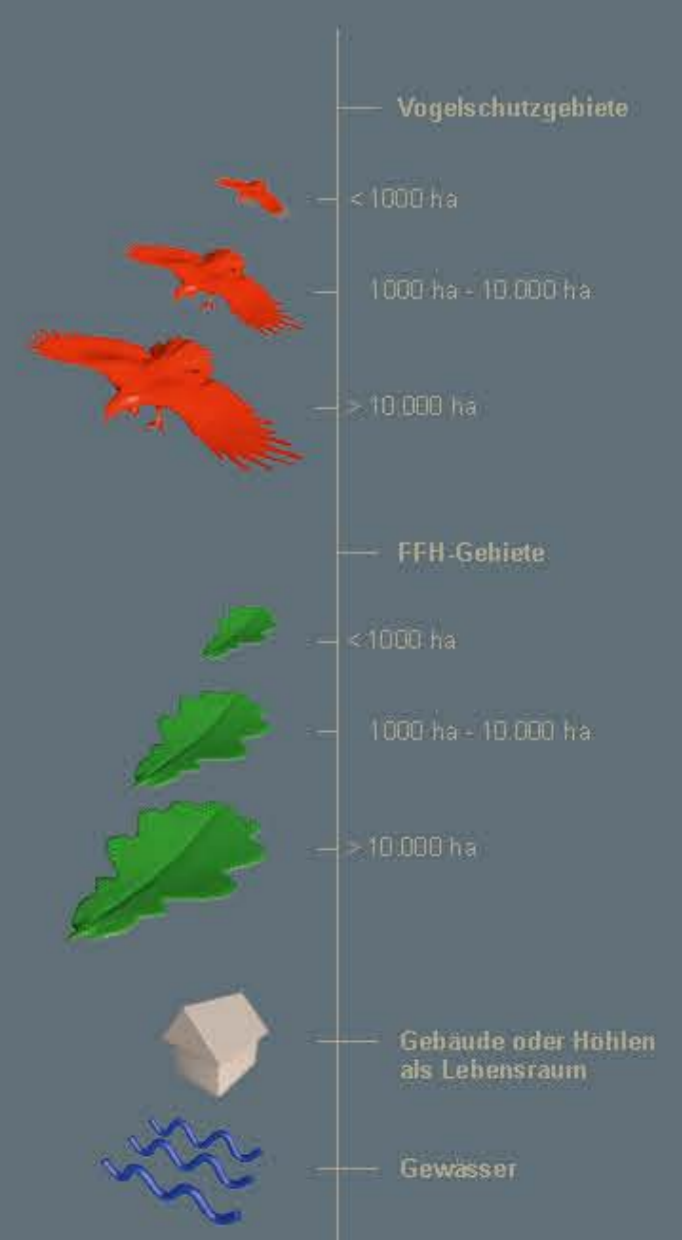 Vogelschutzgebiete
< 1000 ha
1000 ha - 10.000 ha
> 10.000 ha
FFH-Gebiete
< 1000 ha
1000 ha - 10.000 ha
> 10.000 ha
Gebäude oder Höhlen
als Lebensraum
Gewässer